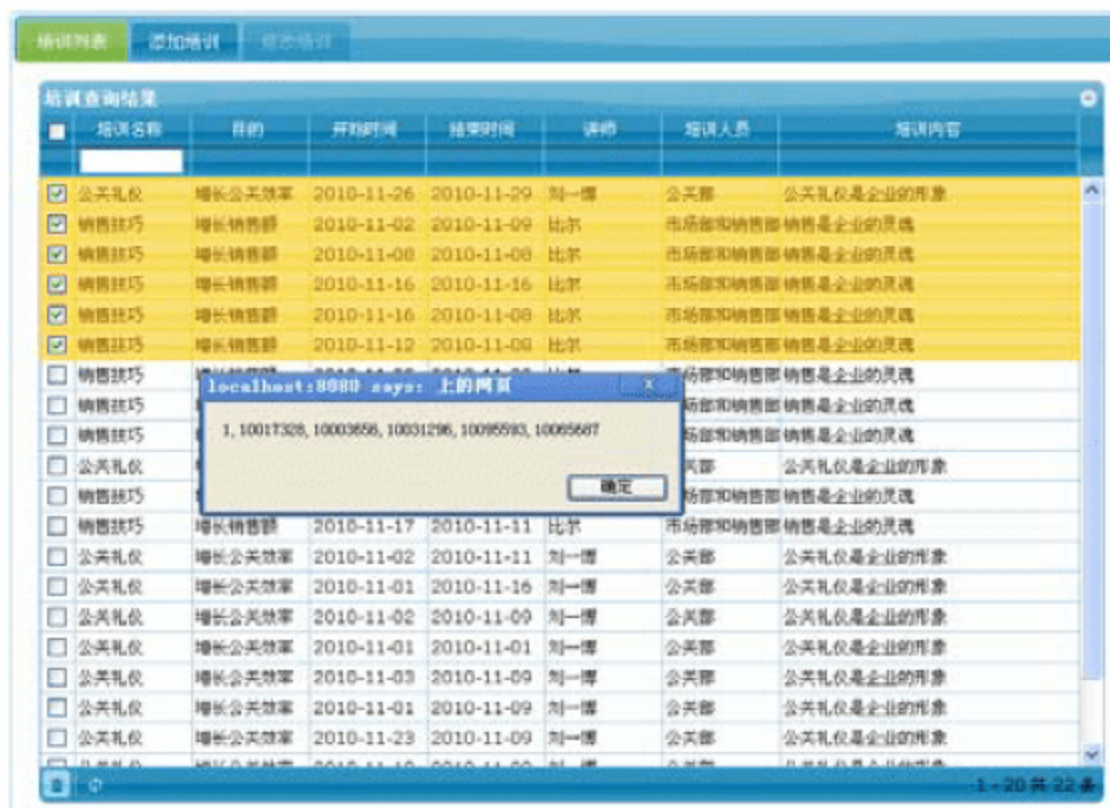 培训列表 添加培训 修改培训
培训查询结果
培训名称 目的 开始时间 结束时间 讲师 培训人员 培训内容
公关礼仪 增长公关效率 2010-11-26 2010-11-29 刘一博 公关部 公关礼仪是企业的形象
销售技巧 增长销售额 2010-11-02 2010-11-09 比尔 市场部和销售部 销售是企业的灵魂
销售技巧 增长销售额 2010-11-08 2010-11-08 比尔 市场部和销售部 销售是企业的灵魂
销售技巧 增长销售额 2010-11-16 2010-11-16 比尔 市场部和销售部 销售是企业的灵魂
销售技巧 增长销售额 2010-11-16 2010-11-08 比尔 市场部和销售部 销售是企业的灵魂
销售技巧 增长销售额 2010-11-12 2010-11-08 比尔 市场部和销售部 销售是企业的灵魂
销售技巧 场部和销售部 销售是企业的灵魂
localhost:8080 says: 上的网页
销售技巧 场部和销售部 销售是企业的灵魂
1, 10017328, 10003656, 10031296, 10095593, 10065687
销售技巧 场部和销售部 销售是企业的灵魂
公关礼仪 关部 公关礼仪是企业的形象
确定
销售技巧 场部和销售部 销售是企业的灵魂
销售技巧 增长销售额 2010-11-17 2010-11-11 比尔 市场部和销售部 销售是企业的灵魂
公关礼仪 增长公关效率 2010-11-02 2010-11-11 刘一博 公关部 公关礼仪是企业的形象
公关礼仪 增长公关效率 2010-11-01 2010-11-16 刘一博 公关部 公关礼仪是企业的形象
公关礼仪 增长公关效率 2010-11-02 2010-11-09 刘一博 公关部 公关礼仪是企业的形象
公关礼仪 增长公关效率 2010-11-01 2010-11-01 刘一博 公关部 公关礼仪是企业的形象
公关礼仪 增长公关效率 2010-11-03 2010-11-09 刘一博 公关部 公关礼仪是企业的形象
公关礼仪 增长公关效率 2010-11-01 2010-11-09 刘一博 公关部 公关礼仪是企业的形象
公关礼仪 增长公关效率 2010-11-23 2010-11-09 刘一博 公关部 公关礼仪是企业的形象
1 - 20 共 22 条